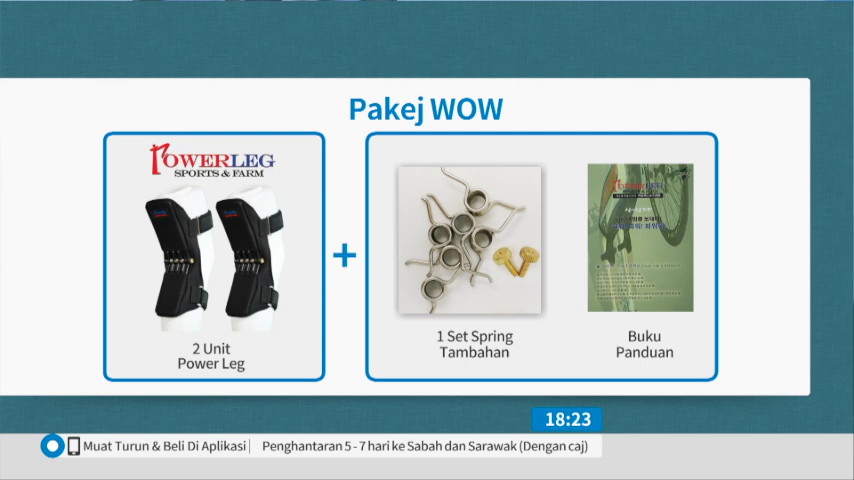 Pakej WOW
POWERLEG
SPORTS & FARM
2 Unit
Power Leg
+
1 Set Spring
Tambahan
POWERLEG
Buku
Panduan
18:23
Muat Turun & Beli Di Aplikasi | Penghantaran 5 - 7 hari ke Sabah dan Sarawak (Dengan caj)